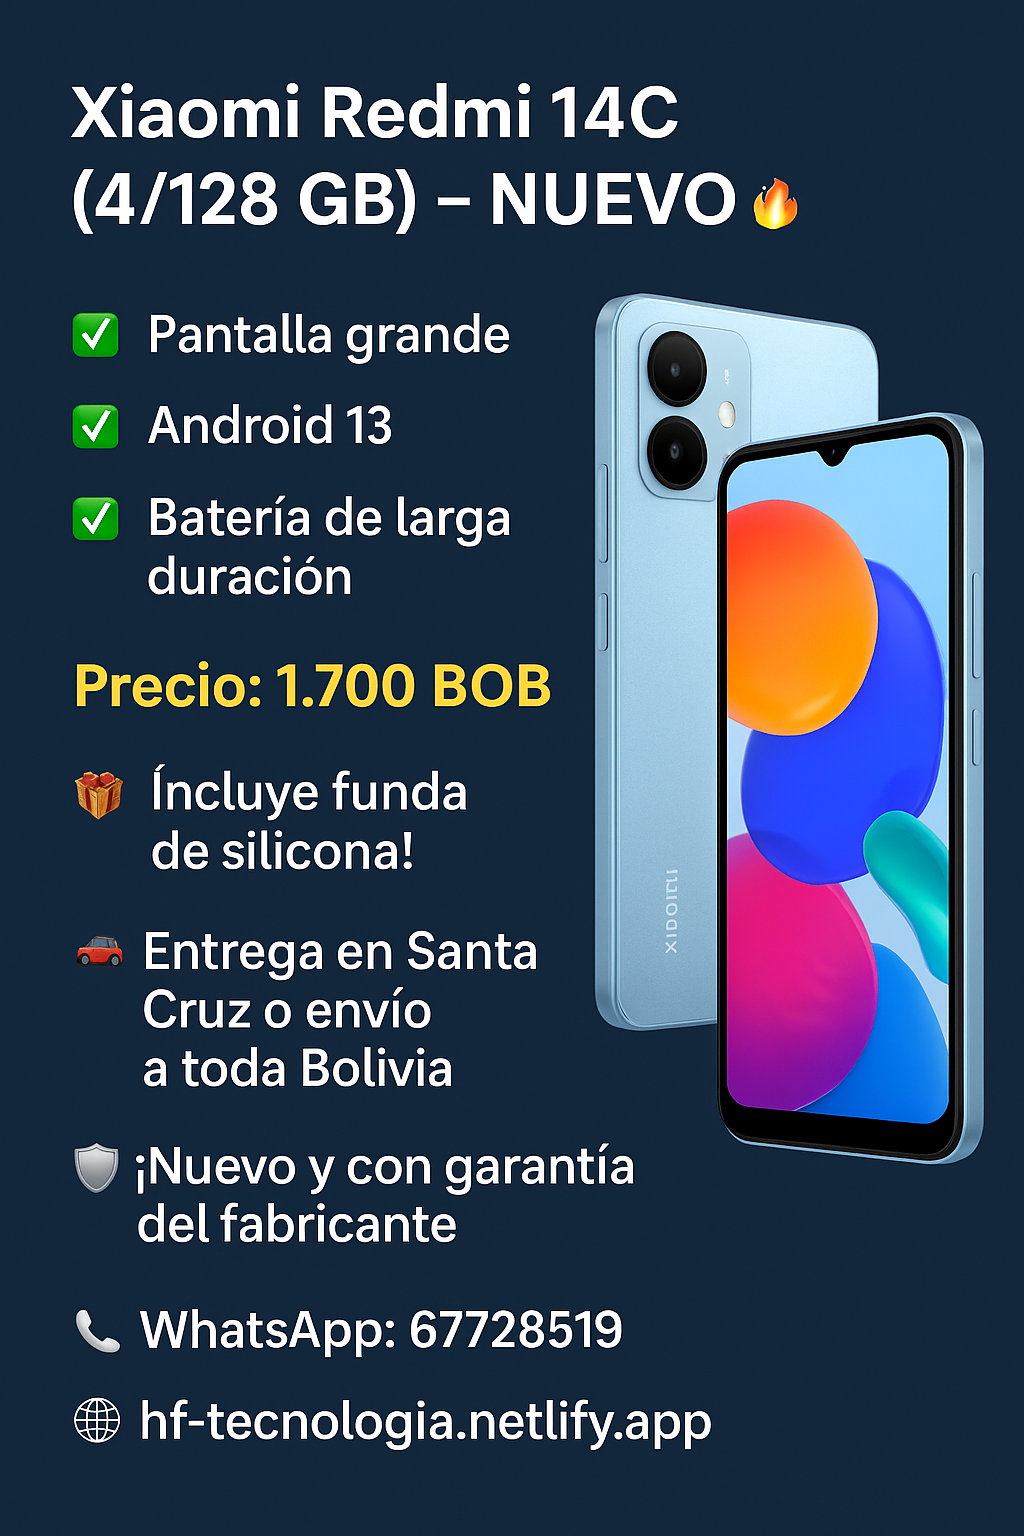 Xiaomi Redmi 14C
(4/128 GB) – NUEVO 🔥
✅ Pantalla grande
✅ Android 13
✅ Batería de larga
duración
Precio: 1.700 BOB
🎁 Íncluye funda
de silicona!
🚗 Entrega en Santa
Cruz o envío
a toda Bolivia
🛡️ ¡Nuevo y con garantía
del fabricante
📞 WhatsApp: 67728519
🌐 hf-tecnologia.netlify.app